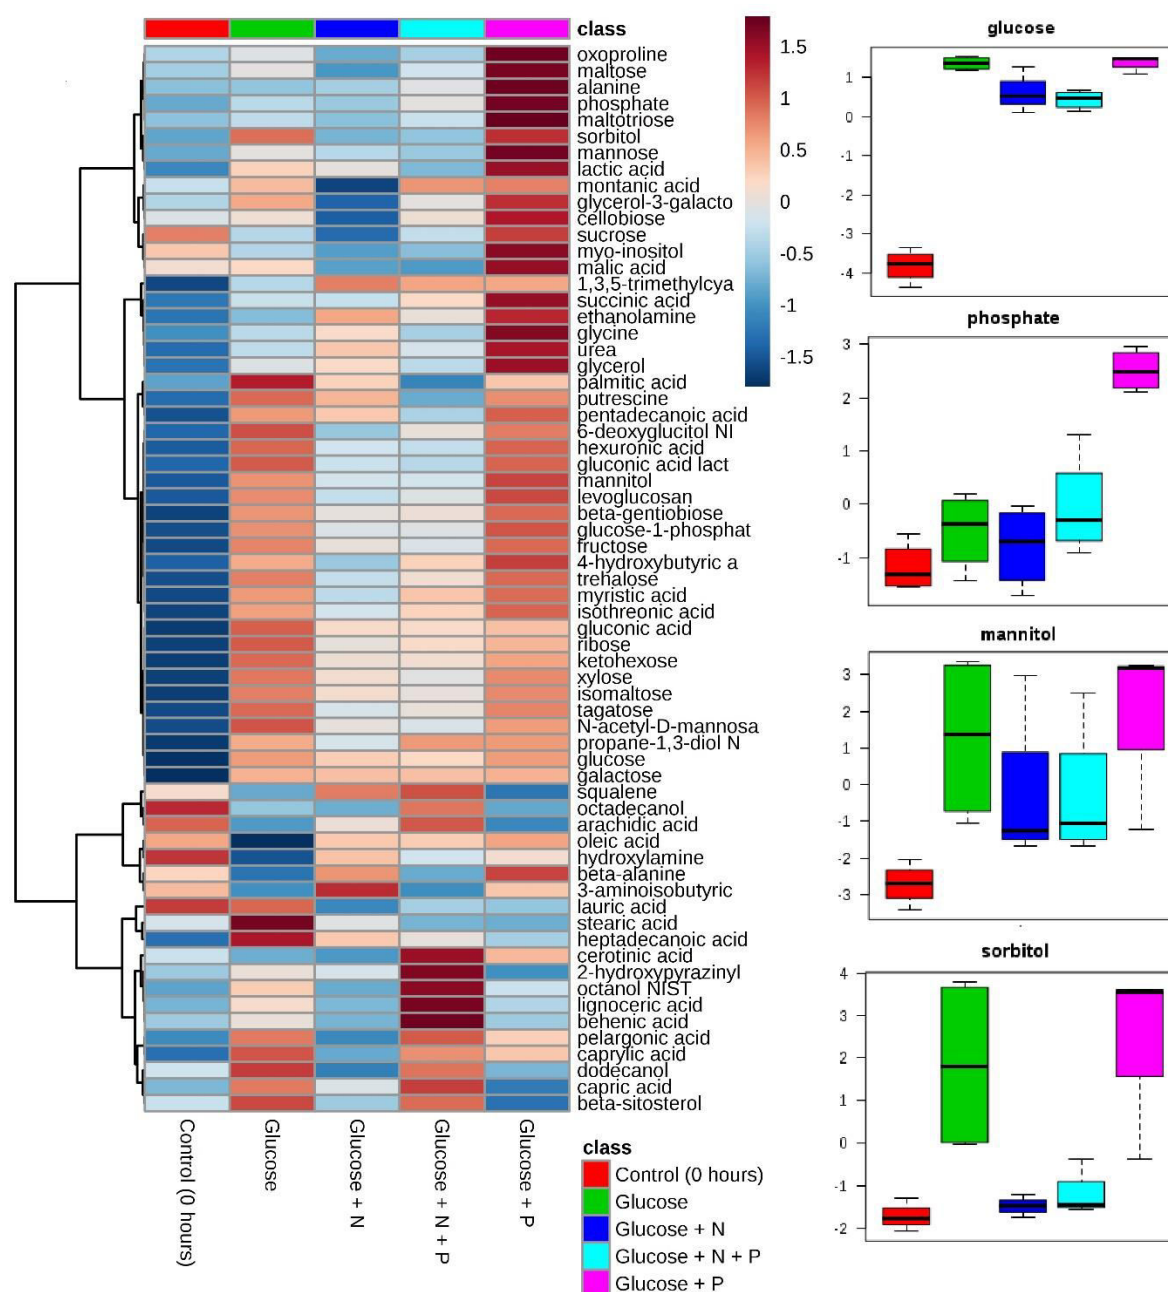 class
oxoproline
maltose
alanine
phosphate
maltotriose
sorbitol
mannose
lactic acid
montanic acid
glycerol-3-galacto
cellobiose
sucrose
myo-inositol
malic acid
1,3,5-trimethylcya
succinic acid
ethanolamine
glycine
urea
glycerol
palmitic acid
putrescine
pentadecanoic acid
6-deoxyglucitol NI
hexuronic acid
gluconic acid lact
mannitol
levoglucosan
beta-gentiobiose
glucose-1-phosphat
fructose
4-hydroxybutyric a
trehalose
myristic acid
isothreonic acid
gluconic acid
ribose
ketohexose
xylose
isomaltose
tagatose
N-acetyl-D-mannosa
propane-1,3-diol N
glucose
galactose
squalene
octadecanol
arachidic acid
oleic acid
hydroxylamine
beta-alanine
3-aminoisobutyric
lauric acid
stearic acid
heptadecanoic acid
cerotinic acid
2-hydroxypyrazinyl
octanol NIST
lignoceric acid
behenic acid
pelargonic acid
caprylic acid
dodecanol
capric acid
beta-sitosterol
Control (0 hours)
Glucose
Glucose + N
Glucose + N + P
Glucose + P
1.5
1
0.5
0
-0.5
-1
-1.5
class
Control (0 hours)
Glucose
Glucose + N
Glucose + N + P
Glucose + P
glucose
1
0
-1
-2
-3
-4
phosphate
3
2
1
0
-1
mannitol
3
2
1
0
-1
-2
-3
sorbitol
4
3
2
1
0
-1
-2